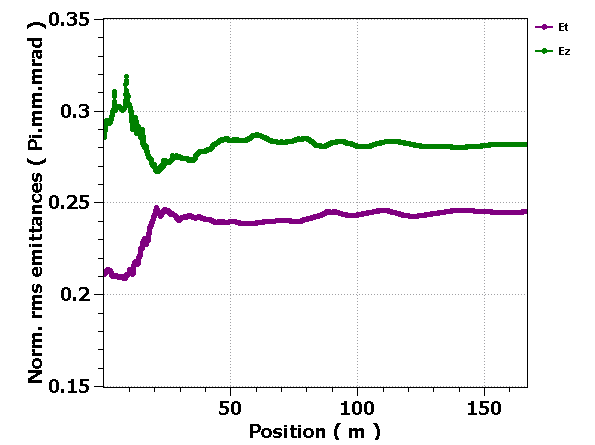 Norm. rms emittances ( Pi.mm.mrad )
0.35
0.3
0.25
0.2
0.15
50
100
150
Position ( m )
Et
Ez